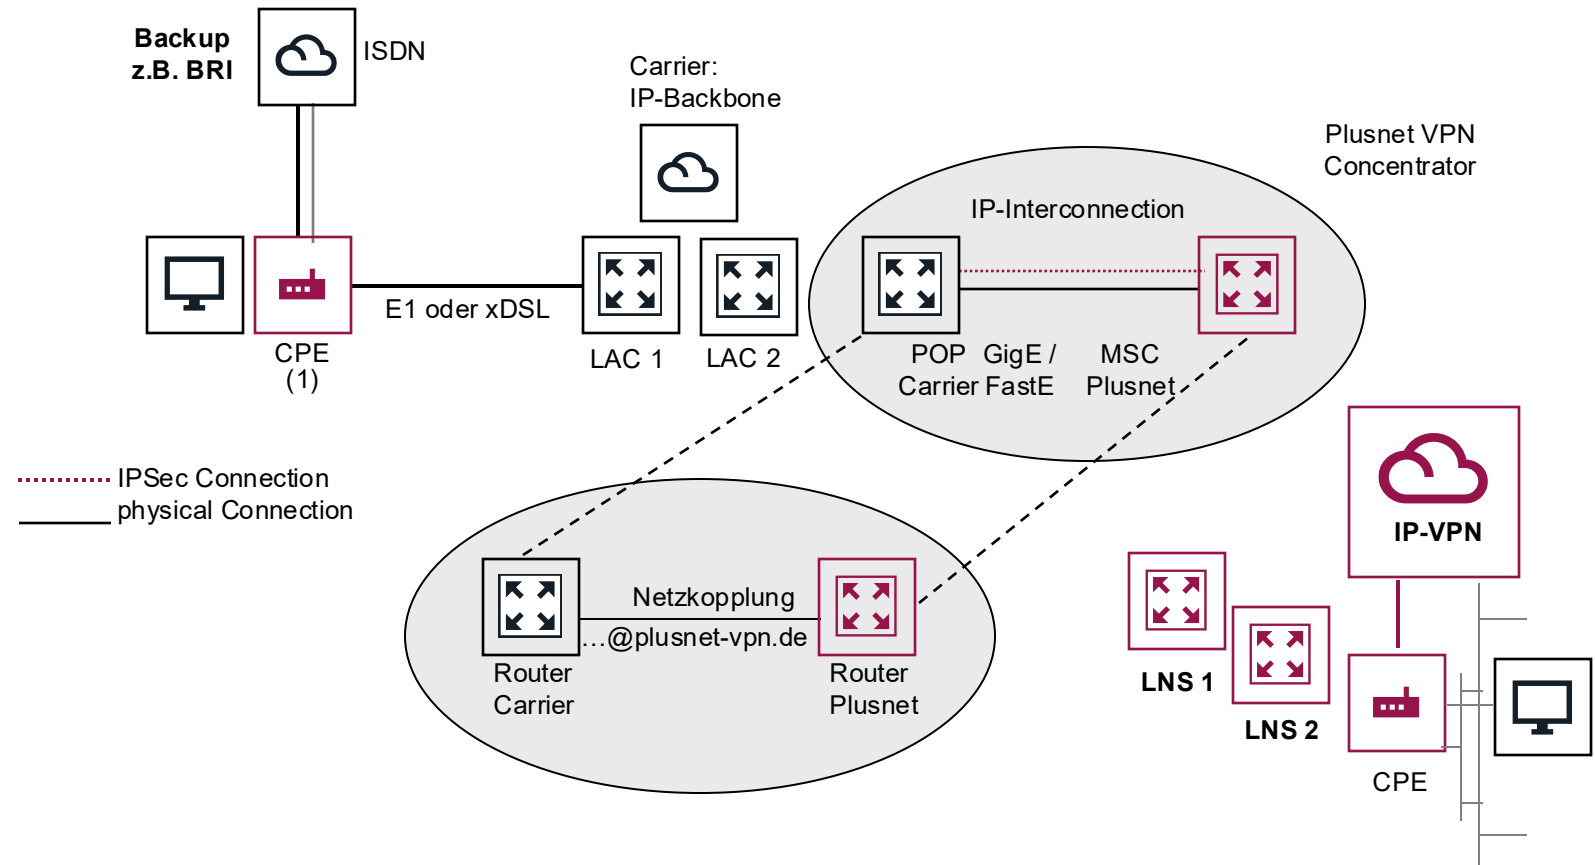 Backup
z.B. BRI
ISDN
Carrier:
IP-Backbone
Plusnet VPN
Concentrator
IP-Interconnection
E1 oder xDSL
CPE
(1)
LAC 1
LAC 2
POP
Carrier
GigE /
FastE
MSC
Plusnet
IPSec Connection
physical Connection
IP-VPN
Netzkopplung
...@plusnet-vpn.de
Router
Carrier
Router
Plusnet
LNS 1
LNS 2
CPE